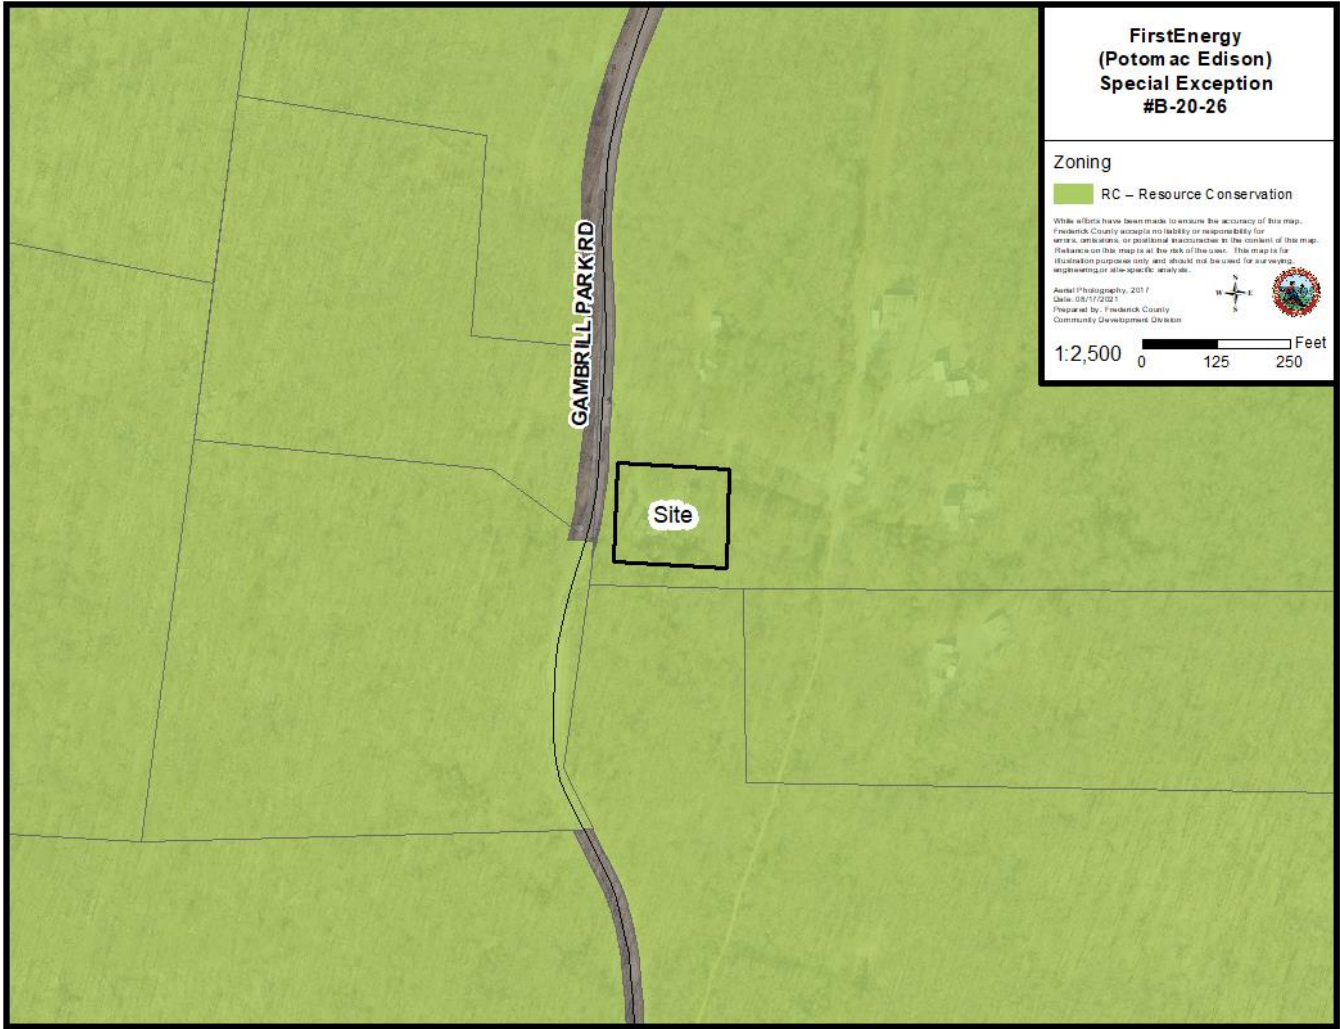 FirstEnergy
(Potomac Edison)
Special Exception
#B-20-26
Zoning
RC – Resource Conservation
While efforts have been made to ensure the accuracy of this map,
Frederick County accepts no liability or responsibility for
errors, omissions, or positional inaccuracies in the content of this map.
Reliance on this map is at the risk of the user. This map is for
illustration purposes only and should not be used for surveying,
engineering, or site-specific analysis.
Aerial Photography, 2017
Date: 08/17/2021
Prepared by: Frederick County
Community Development Division
N
W E
S
1:2,500
Feet
0 125 250
GAMBRILL PARK RD
Site